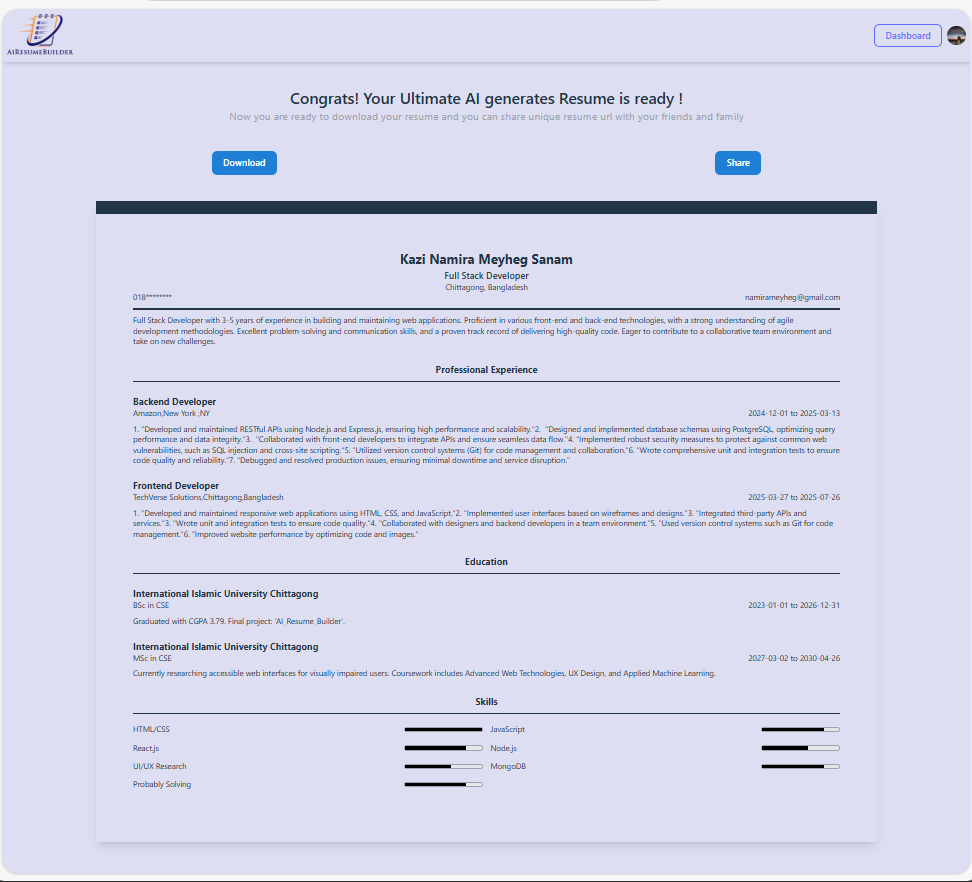 AIRESUMEBUILDER
Dashboard
Congrats! Your Ultimate AI generates Resume is ready !
Now you are ready to download your resume and you can share unique resume url with your friends and family
Download
Share
Kazi Namira Meyheg Sanam
Full Stack Developer
Chittagong, Bangladesh
018******** namirameyheg@gmail.com
Full Stack Developer with 3-5 years of experience in building and maintaining web applications. Proficient in various front-end and back-end technologies, with a strong understanding of agile
development methodologies. Excellent problem-solving and communication skills, and a proven track record of delivering high-quality code. Eager to contribute to a collaborative team environment and
take on new challenges.
Professional Experience
Backend Developer
Amazon,New York ,NY 2024-12-01 to 2025-03-13
1. "Developed and maintained RESTful APIs using Node.js and Express.js, ensuring high performance and scalability."2. "Designed and implemented database schemas using PostgreSQL, optimizing query
performance and data integrity."3. "Collaborated with front-end developers to integrate APIs and ensure seamless data flow."4. "Implemented robust security measures to protect against common web
vulnerabilities, such as SQL injection and cross-site scripting."5. "Utilized version control systems (Git) for code management and collaboration."6. "Wrote comprehensive unit and integration tests to ensure
code quality and reliability."7. "Debugged and resolved production issues, ensuring minimal downtime and service disruption."
Frontend Developer
TechVerse Solutions,Chittagong,Bangladesh 2025-03-27 to 2025-07-26
1. "Developed and maintained responsive web applications using HTML, CSS, and JavaScript."2. "Implemented user interfaces based on wireframes and designs."3. "Integrated third-party APIs and
services."3. "Wrote unit and integration tests to ensure code quality."4. "Collaborated with designers and backend developers in a team environment."5. "Used version control systems such as Git for code
management."6. "Improved website performance by optimizing code and images."
Education
International Islamic University Chittagong
BSc in CSE 2023-01-01 to 2026-12-31
Graduated with CGPA 3.79. Final project: 'AI_Resume_Builder'.
International Islamic University Chittagong
MSc in CSE 2027-03-02 to 2030-04-26
Currently researching accessible web interfaces for visually impaired users. Coursework includes Advanced Web Technologies, UX Design, and Applied Machine Learning.
Skills
HTML/CSS JavaScript
React.js Node.js
UI/UX Research MongoDB
Probably Solving